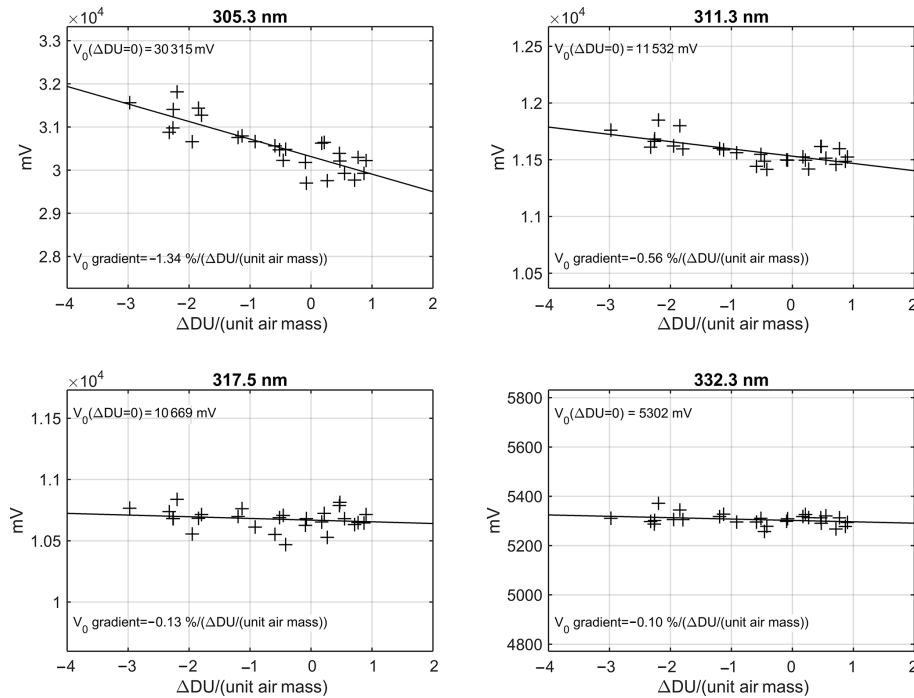 305.3 nm
×10⁴
V₀(ΔDU=0) = 30 315 mV
3.3
3.2
3.1
3
2.9
2.8
mV
V₀ gradient=−1.34 %/(ΔDU/(unit air mass))
−4 −3 −2 −1 0 1 2
ΔDU/(unit air mass)
311.3 nm
×10⁴
V₀(ΔDU=0) = 11 532 mV
1.25
1.2
1.15
1.1
1.05
mV
V₀ gradient=−0.56 %/(ΔDU/(unit air mass))
−4 −3 −2 −1 0 1 2
ΔDU/(unit air mass)
317.5 nm
×10⁴
V₀(ΔDU=0) = 10 669 mV
1.15
1.1
1.05
1
mV
V₀ gradient=−0.13 %/(ΔDU/(unit air mass))
−4 −3 −2 −1 0 1 2
ΔDU/(unit air mass)
332.3 nm
5800
V₀(ΔDU=0) = 5302 mV
5600
5400
5200
5000
4800
mV
V₀ gradient=−0.10 %/(ΔDU/(unit air mass))
−4 −3 −2 −1 0 1 2
ΔDU/(unit air mass)